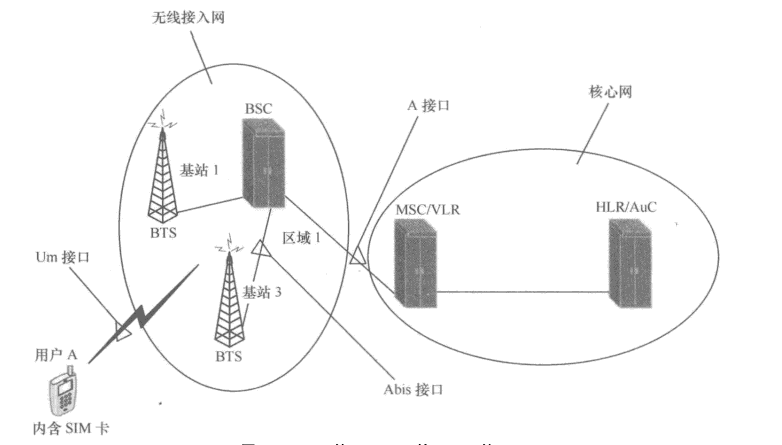 无线接入网
BSC
A 接口
核心网
基站 1
BTS
MSC/VLR
HLR/AuC
区域 1
Um 接口
基站 3
用户 A
BTS
Abis 接口
内含 SIM 卡